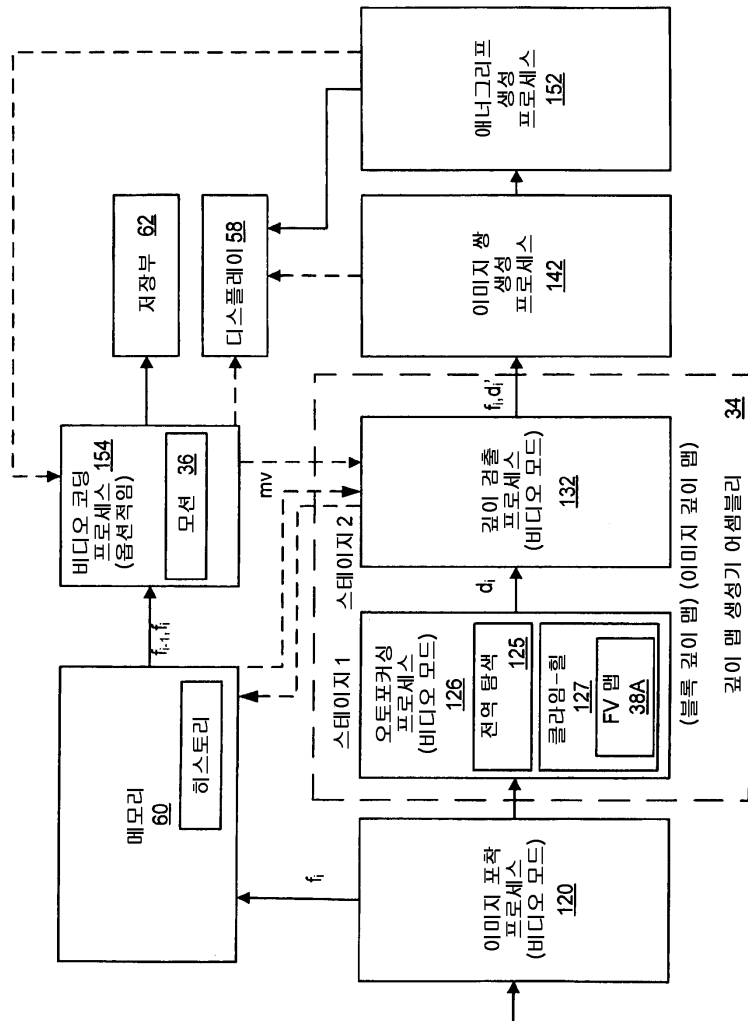 메모리
60
히스토리
비디오 코딩
프로세스 154
(옵션적임)
모션 36
저장부 62
디스플레이 58
f_i-1, f_i
f_i
mv
스테이지1
스테이지2
이미지 포착
프로세스
(비디오 모드)
120
오토포커싱
프로세스
(비디오 모드)
126
전역 탐색
125
클라임-힐
127
FV 맵
38A
d_i
깊이 검출
프로세스
(비디오 모드)
132
f_i,d_i'
이미지 쌍
생성
프로세스
142
애너그리프
생성
프로세스
152
(블록 깊이 맵) (이미지 깊이 맵)
34
깊이 맵 생성기 어셈블리